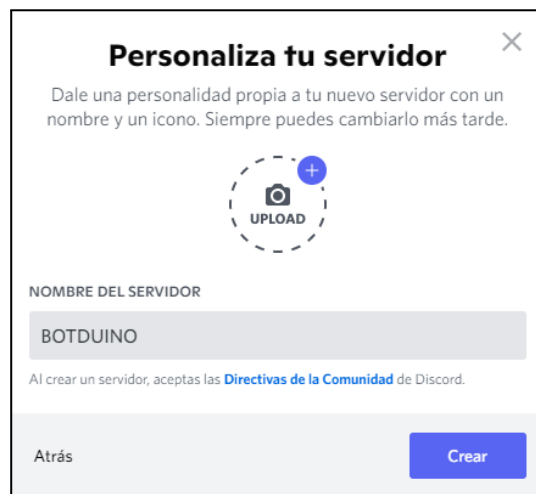 Personaliza tu servidor
Dale una personalidad propia a tu nuevo servidor con un
nombre y un icono. Siempre puedes cambiarlo más tarde.
UPLOAD
NOMBRE DEL SERVIDOR
BOTDUINO
Al crear un servidor, aceptas las Directivas de la Comunidad de Discord.
Atrás
Crear